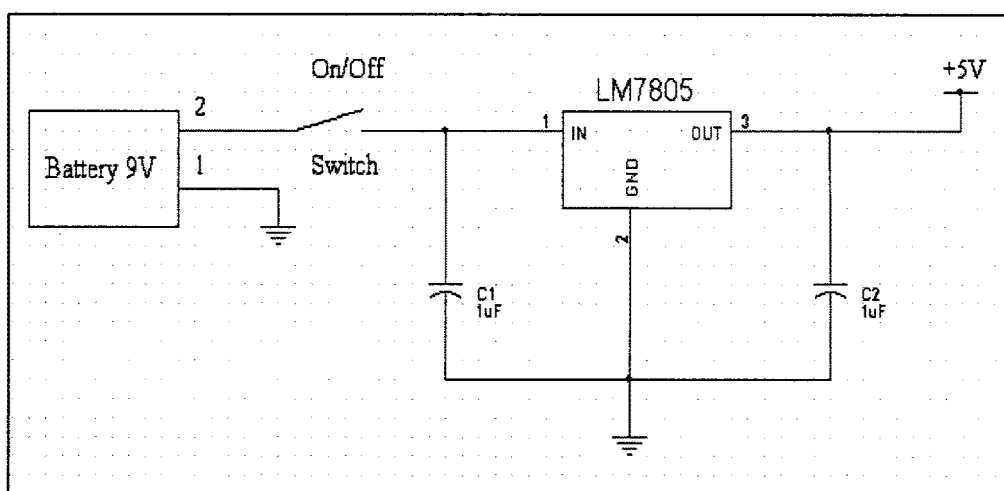 On/Off
+5V
LM7805
2
1
IN
OUT
3
Battery 9V
1
Switch
GND
2
C1
1uF
C2
1uF